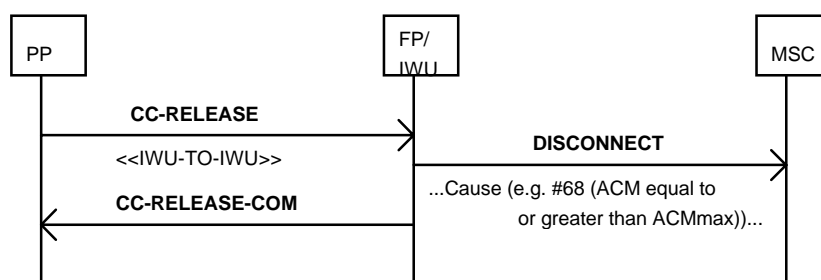 PP
FP/
IWU
MSC
CC-RELEASE
<<IWU-TO-IWU>>
DISCONNECT
CC-RELEASE-COM
...Cause (e.g. #68 (ACM equal to
or greater than ACMmax))...